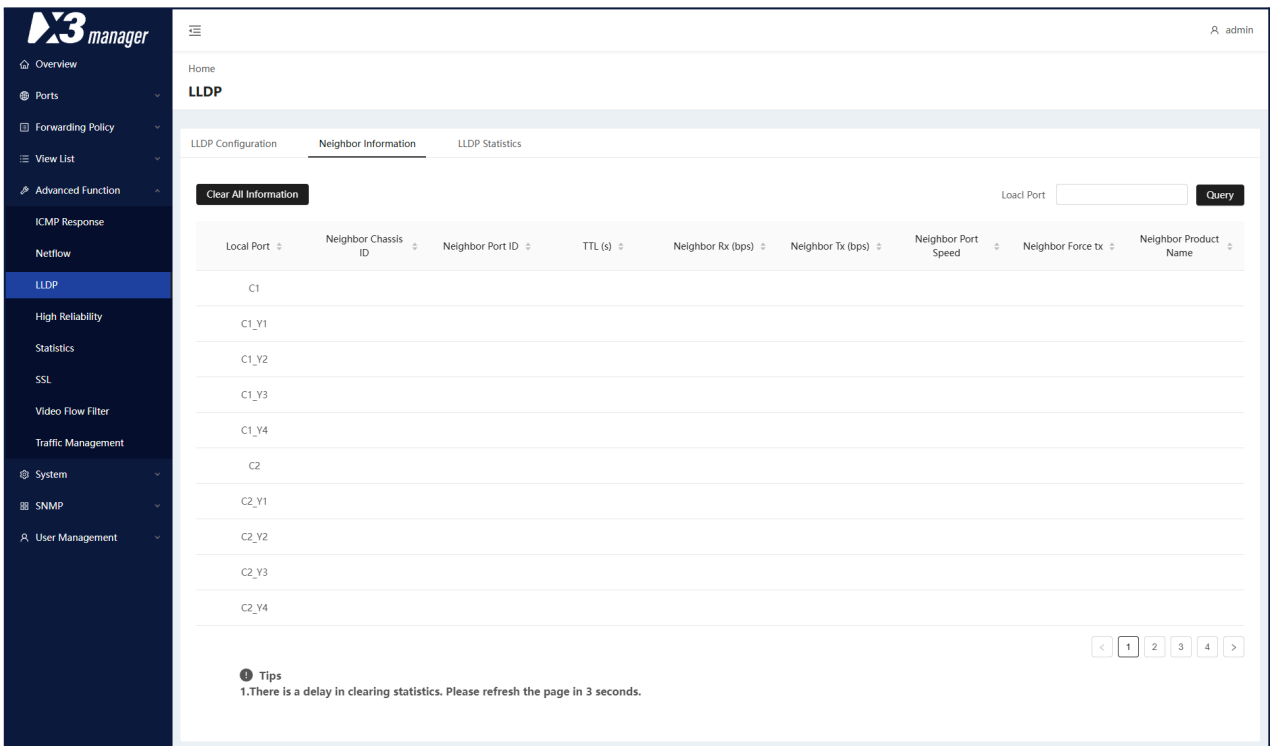 X3 manager
admin
Overview
Ports
Forwarding Policy
View List
Advanced Function
ICMP Response
Netflow
LLDP
High Reliability
Statistics
SSL
Video Flow Filter
Traffic Management
System
SNMP
User Management
Home
LLDP
LLDP Configuration Neighbor Information LLDP Statistics
Clear All Information Loacl Port Query
Local Port Neighbor Chassis ID Neighbor Port ID TTL (s) Neighbor Rx (bps) Neighbor Tx (bps) Neighbor Port Speed Neighbor Force tx Neighbor Product Name
C1
C1_Y1
C1_Y2
C1_Y3
C1_Y4
C2
C2_Y1
C2_Y2
C2_Y3
C2_Y4
< 1 2 3 4 >
Tips
1.There is a delay in clearing statistics. Please refresh the page in 3 seconds.